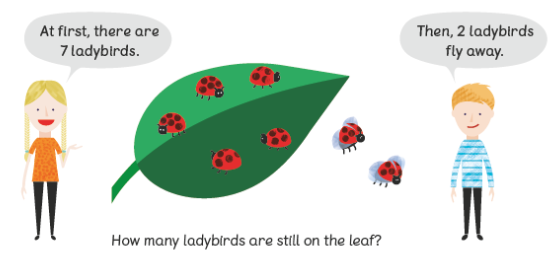 At first, there are
7 ladybirds.
Then, 2 ladybirds
fly away.
How many ladybirds are still on the leaf?